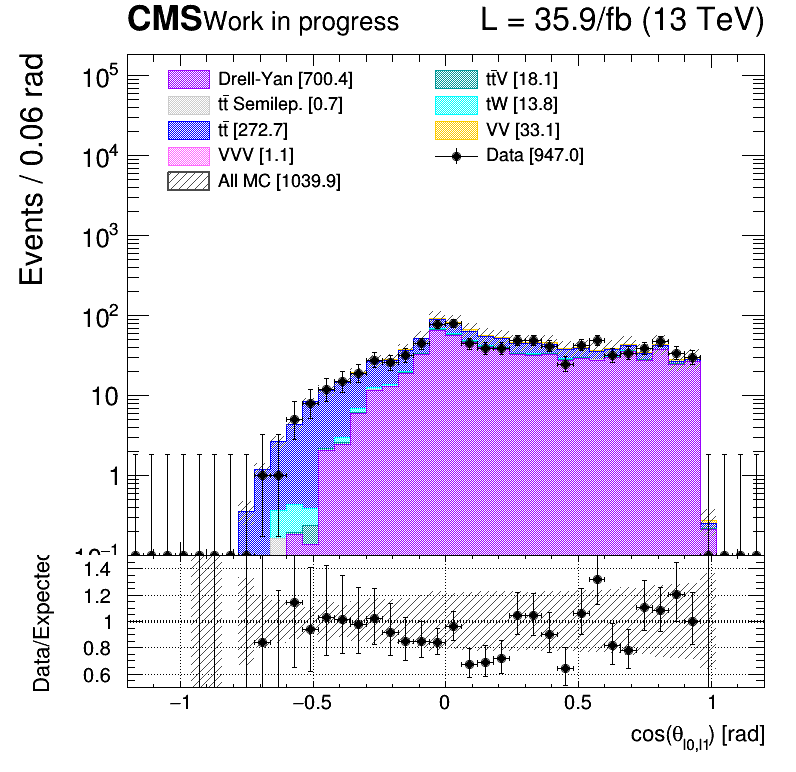 CMS Work in progress L = 35.9/fb (13 TeV)
Events / 0.06 rad
10⁵
10⁴
10³
10²
10
1
10⁻¹
Drell-Yan [700.4]
tt̄ Semilep. [0.7]
tt̄ [272.7]
VVV [1.1]
All MC [1039.9]
tt̄V [18.1]
tW [13.8]
VV [33.1]
Data [947.0]
Data/Expected
1.4
1.2
1
0.8
0.6
−1 −0.5 0 0.5 1
cos(θ_l0,l1) [rad]